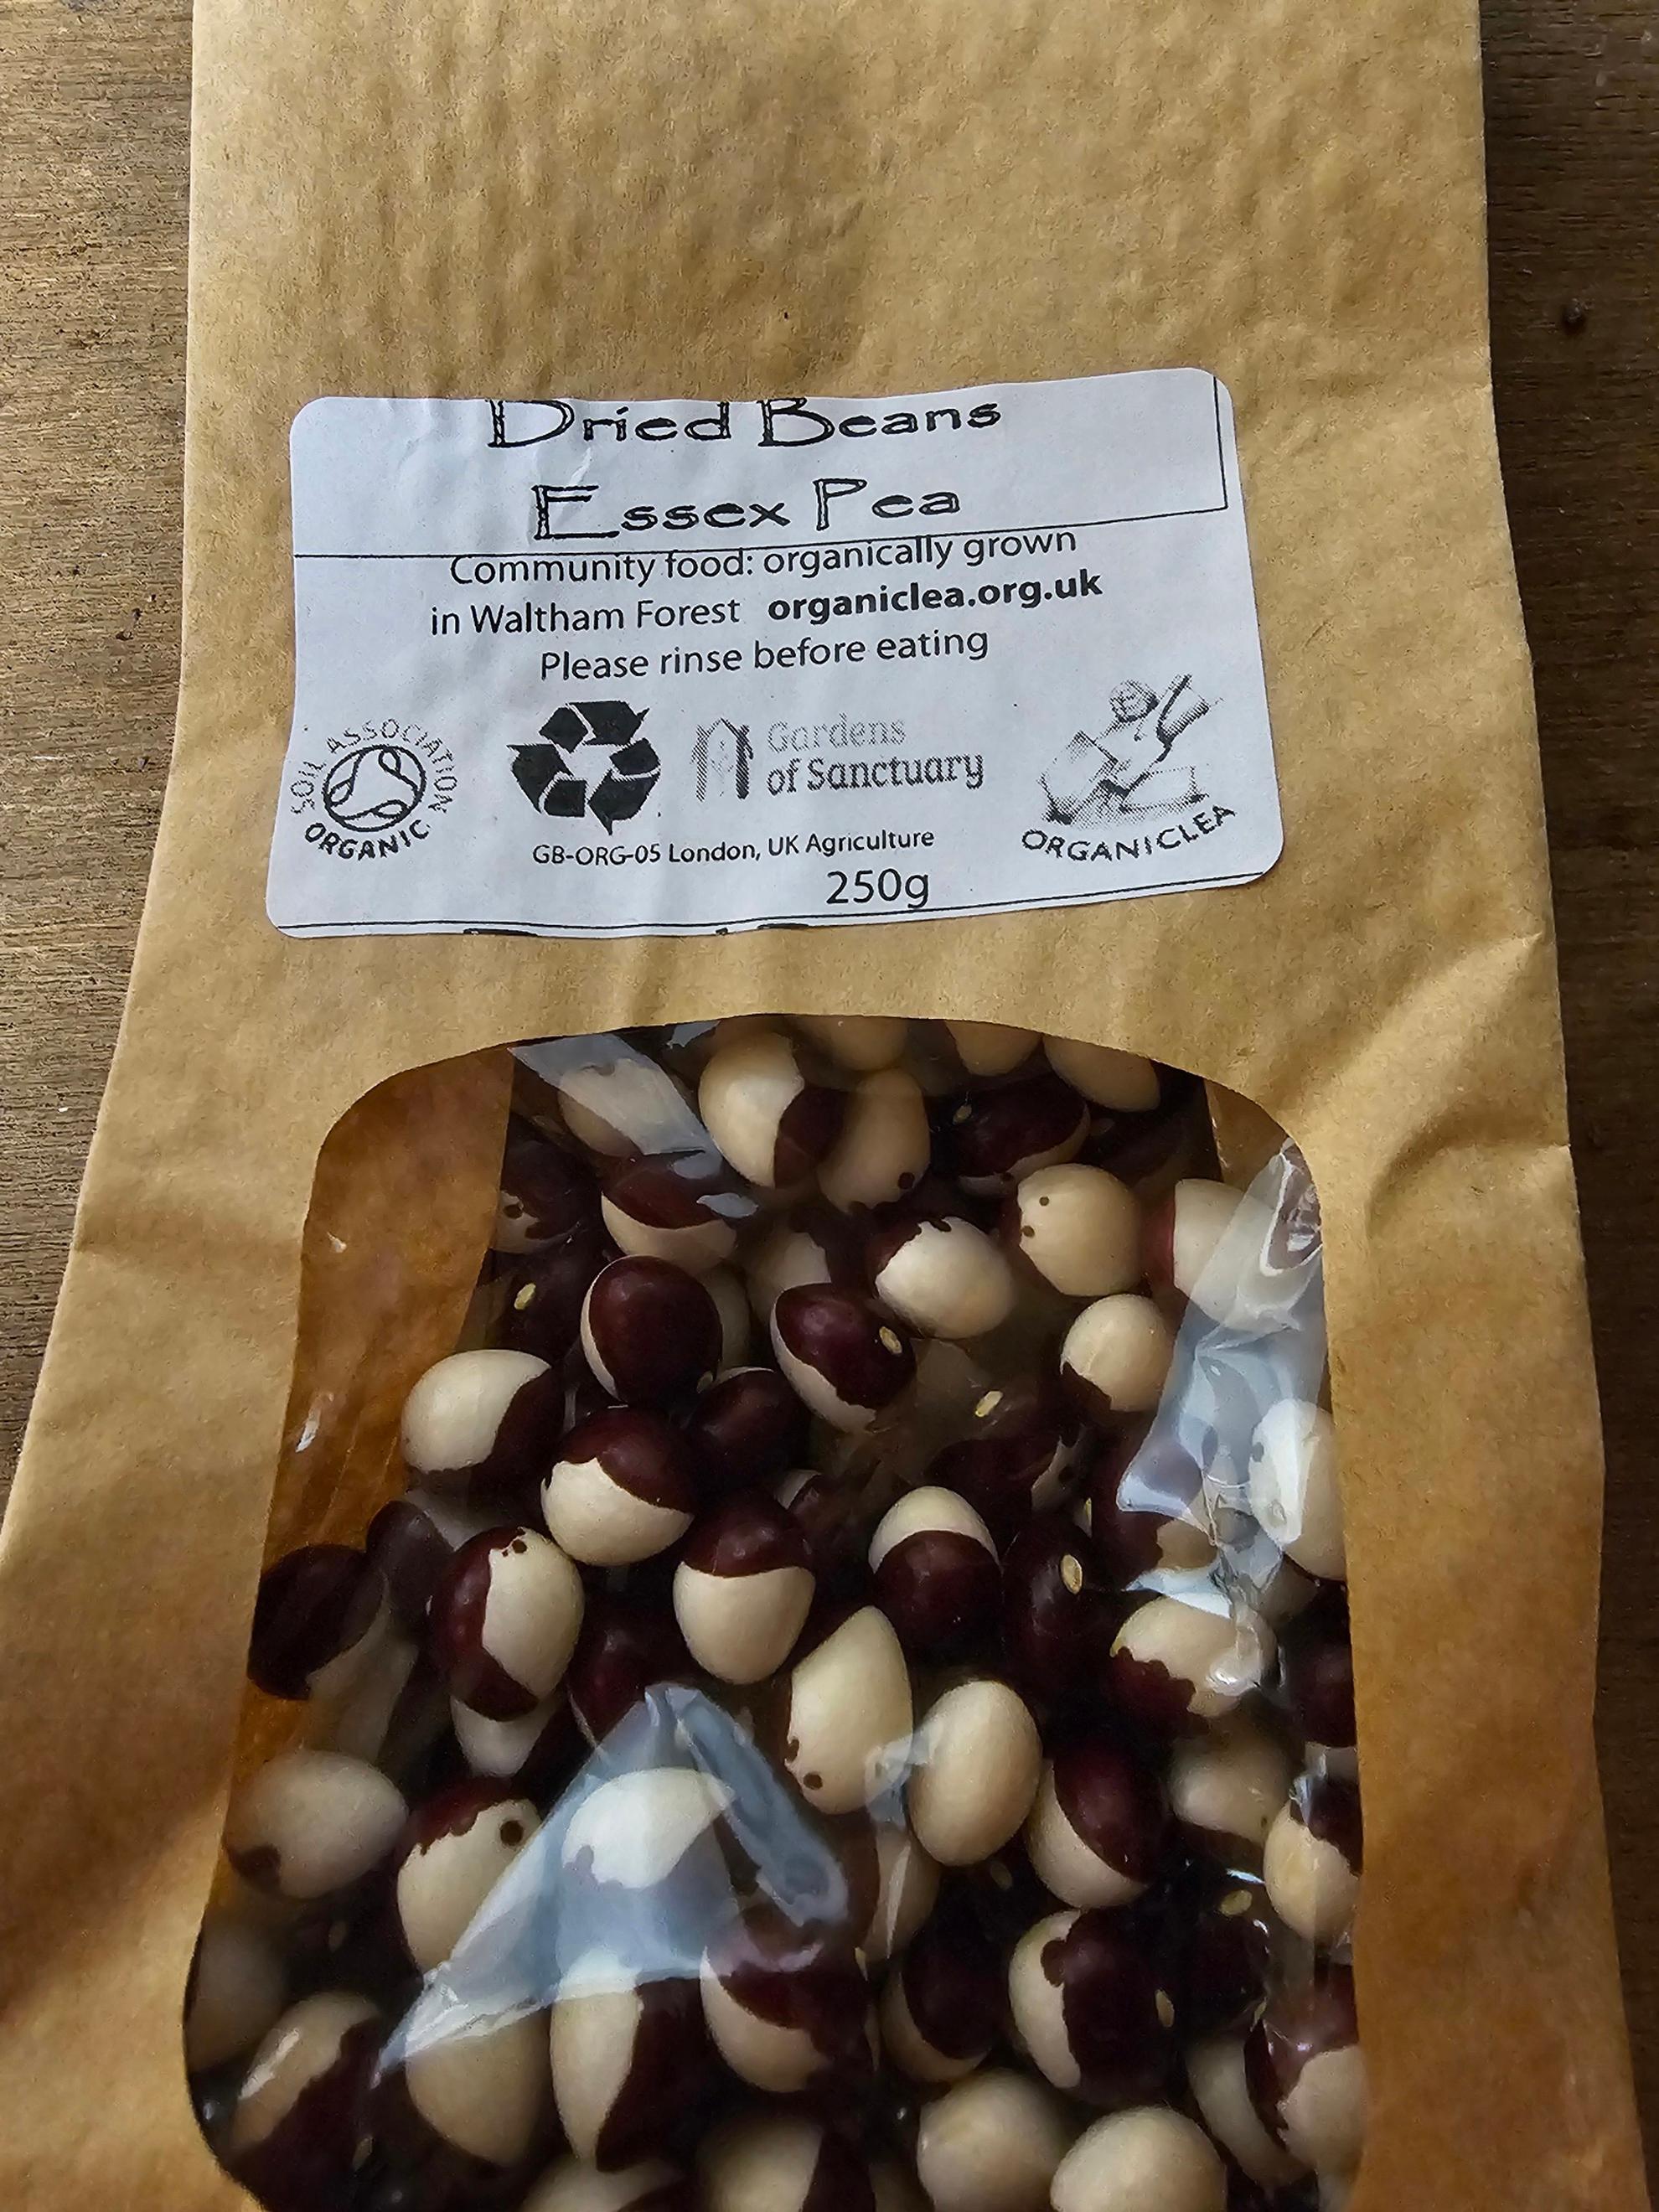 Dried Beans
Essex Pea
Community food: organically grown
in Waltham Forest organiclea.org.uk
Please rinse before eating
SOIL ASSOCIATION
ORGANIC
Gardens
of Sanctuary
ORGANICLEA
GB-ORG-05 London, UK Agriculture
250g